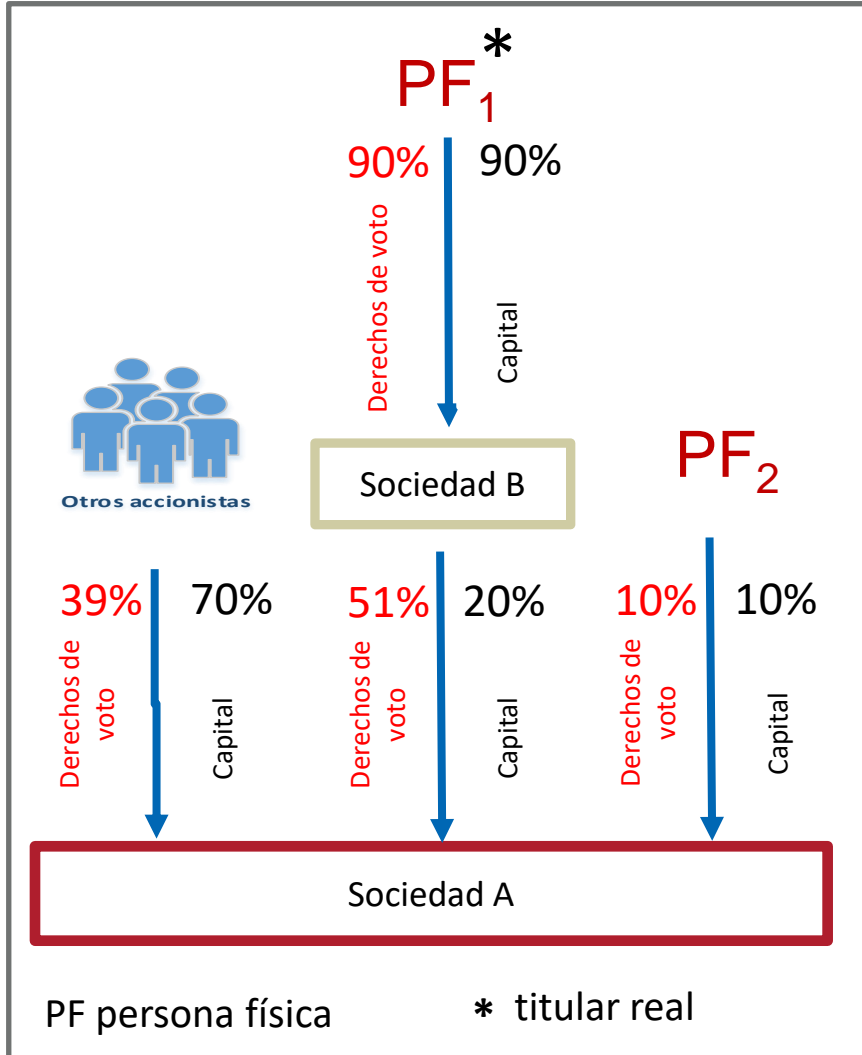 PF1*
90% 90%
Derechos de voto
Capital
Otros accionistas
Sociedad B
PF2
39% 70%
Derechos de
voto
Capital
51% 20%
Derechos de
voto
Capital
10% 10%
Derechos de
voto
Capital
Sociedad A
PF persona física
* titular real